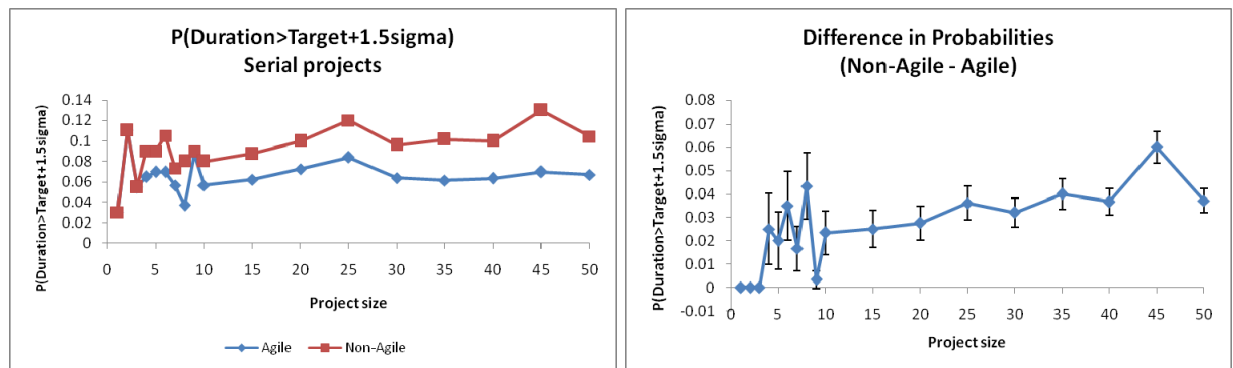 P(Duration>Target+1.5sigma)
Serial projects
P(Duration>Target+1.5sigma)
0.14
0.12
0.1
0.08
0.06
0.04
0.02
0
0 5 10 15 20 25 30 35 40 45 50
Project size
Agile Non-Agile
Difference in Probabilities
(Non-Agile - Agile)
P(Duration>Target+1.5sigma)
0.08
0.07
0.06
0.05
0.04
0.03
0.02
0.01
0
-0.01
0 5 10 15 20 25 30 35 40 45 50
Project size